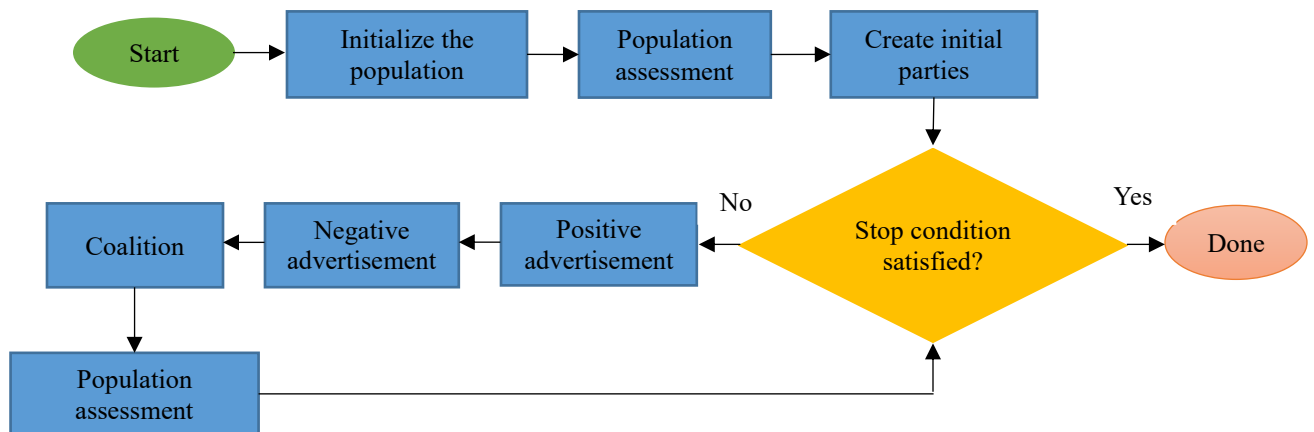 Start
Initialize the
population
Population
assessment
Create initial
parties
Stop condition
satisfied?
Yes
Done
No
Positive
advertisement
Negative
advertisement
Coalition
Population
assessment